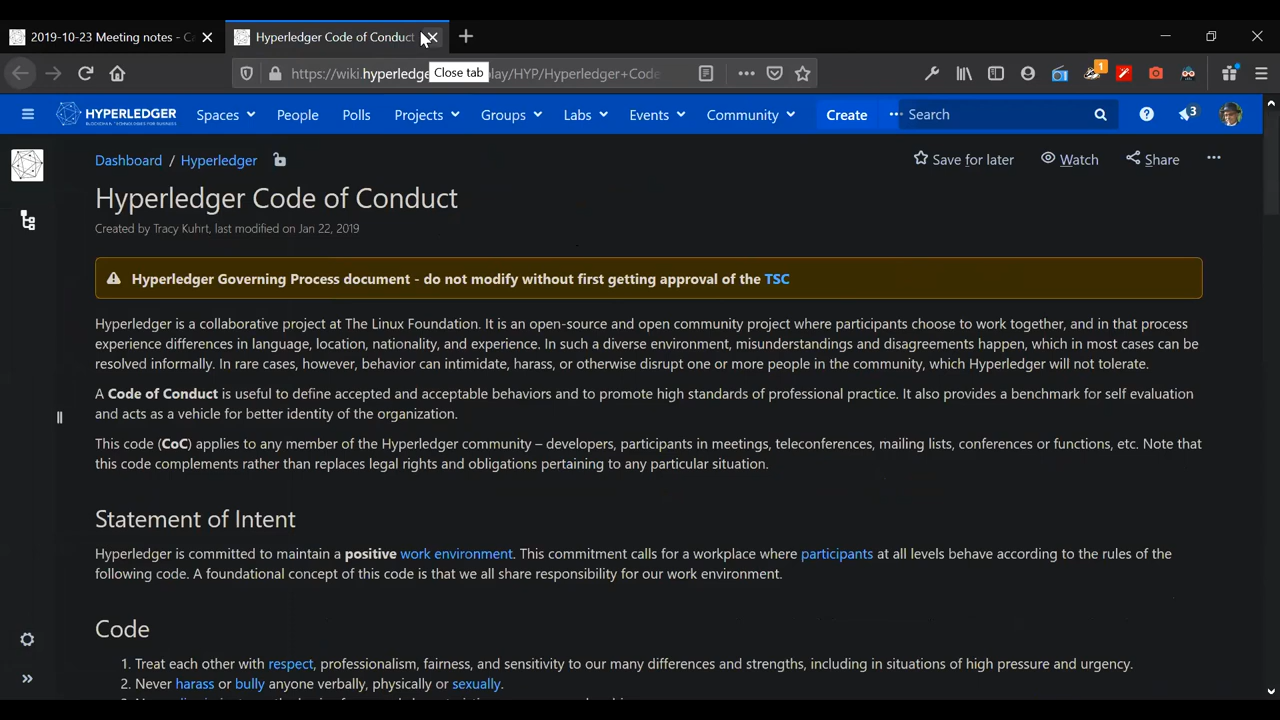 2019-10-23 Meeting notes - C
Hyperledger Code of Conduct
https://wiki.hyperledge
Close tab
play/HYP/Hyperledger+Code
1
HYPERLEDGER
BLOCKCHAIN TECHNOLOGIES FOR BUSINESS
Spaces
People
Polls
Projects
Groups
Labs
Events
Community
Create
Search
3
Dashboard / Hyperledger
Save for later
Watch
Share
Hyperledger Code of Conduct
Created by Tracy Kuhrt, last modified on Jan 22, 2019
Hyperledger Governing Process document - do not modify without first getting approval of the TSC
Hyperledger is a collaborative project at The Linux Foundation. It is an open-source and open community project where participants choose to work together, and in that process
experience differences in language, location, nationality, and experience. In such a diverse environment, misunderstandings and disagreements happen, which in most cases can be
resolved informally. In rare cases, however, behavior can intimidate, harass, or otherwise disrupt one or more people in the community, which Hyperledger will not tolerate.
A Code of Conduct is useful to define accepted and acceptable behaviors and to promote high standards of professional practice. It also provides a benchmark for self evaluation
and acts as a vehicle for better identity of the organization.
This code (CoC) applies to any member of the Hyperledger community – developers, participants in meetings, teleconferences, mailing lists, conferences or functions, etc. Note that
this code complements rather than replaces legal rights and obligations pertaining to any particular situation.
Statement of Intent
Hyperledger is committed to maintain a positive work environment. This commitment calls for a workplace where participants at all levels behave according to the rules of the
following code. A foundational concept of this code is that we all share responsibility for our work environment.
Code
1. Treat each other with respect, professionalism, fairness, and sensitivity to our many differences and strengths, including in situations of high pressure and urgency.
2. Never harass or bully anyone verbally, physically or sexually.